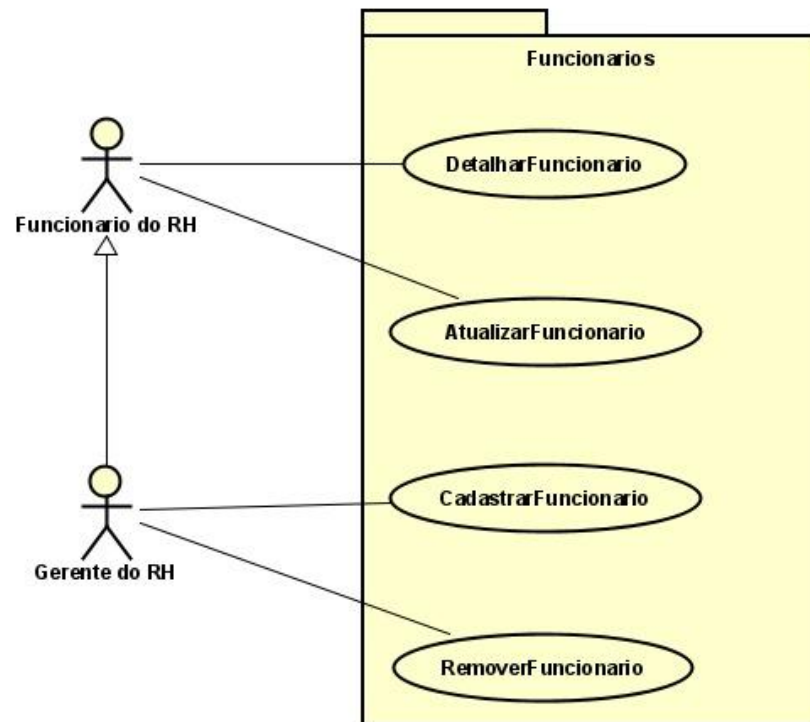 Funcionarios
DetalharFuncionario
Funcionario do RH
AtualizarFuncionario
CadastrarFuncionario
Gerente do RH
RemoverFuncionario